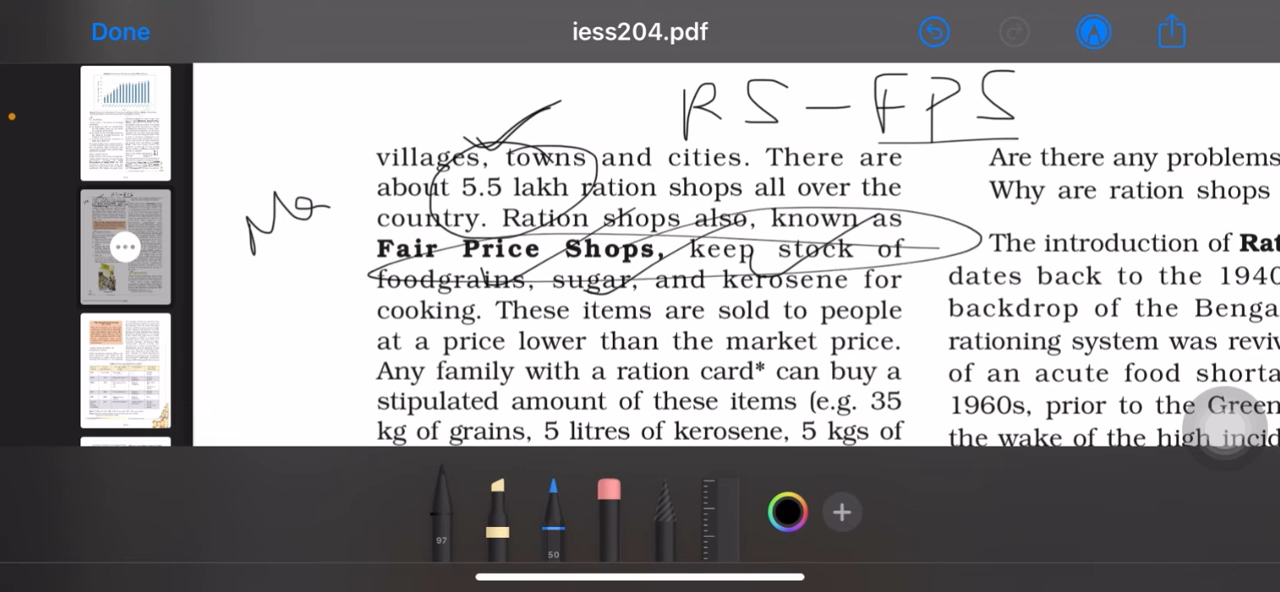 Done
iess204.pdf
RS - FPS
villages, towns and cities. There are
about 5.5 lakh ration shops all over the
country. Ration shops also, known as
Fair Price Shops, keep stock of
foodgrains, sugar, and kerosene for
cooking. These items are sold to people
at a price lower than the market price.
Any family with a ration card* can buy a
stipulated amount of these items (e.g. 35
kg of grains, 5 litres of kerosene, 5 kgs of
Are there any problems
Why are ration shops
The introduction of Rat
dates back to the 1940
backdrop of the Benga
rationing system was reviv
of an acute food shorta
1960s, prior to the Green
the wake of the high incid
97
50